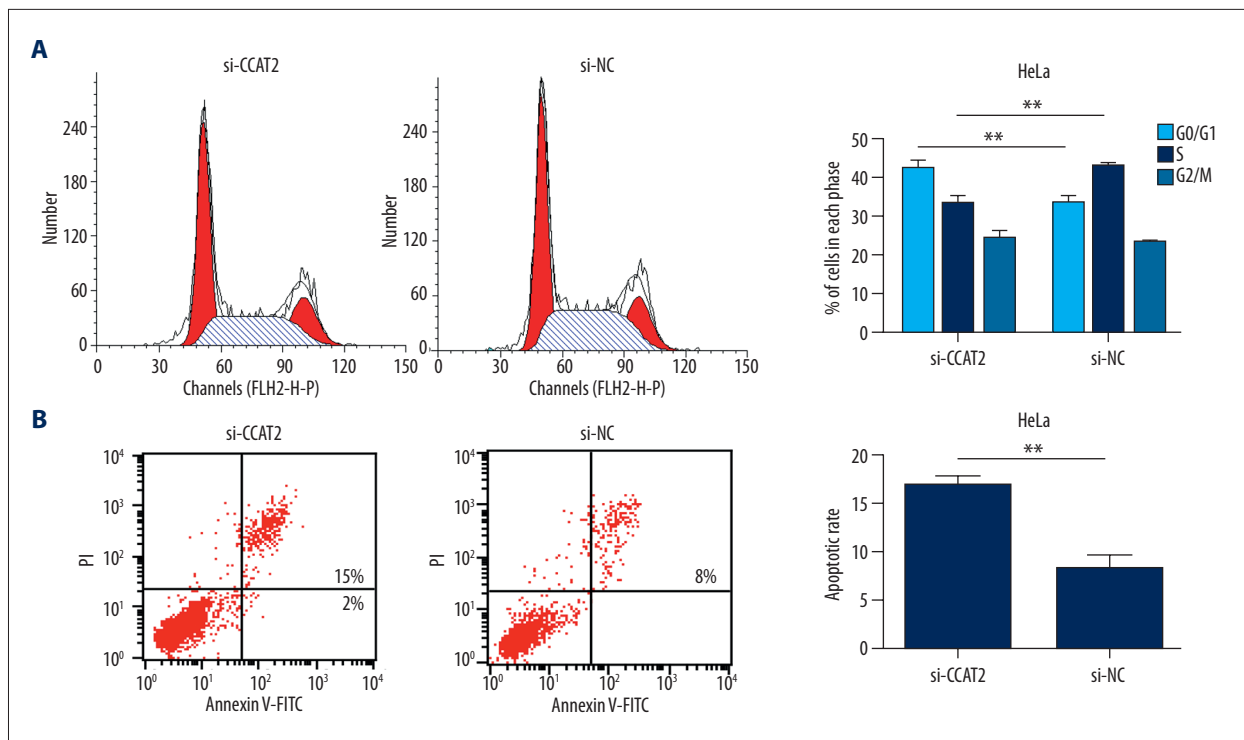 A
si-CCAT2
Number
240
180
120
60
0
0 30 60 90 120 150
Channels (FLH2-H-P)
si-NC
Number
240
180
120
60
0
0 30 60 90 120 150
Channels (FLH2-H-P)
HeLa
**
**
G0/G1
S
G2/M
% of cells in each phase
50
40
30
20
10
0
si-CCAT2 si-NC
B
si-CCAT2
PI
10⁴
10³
10²
10¹
10⁰
15%
2%
10⁰ 10¹ 10² 10³ 10⁴
Annexin V-FITC
si-NC
PI
10⁴
10³
10²
10¹
10⁰
8%
10⁰ 10¹ 10² 10³ 10⁴
Annexin V-FITC
HeLa
**
Apoptotic rate
20
15
10
5
0
si-CCAT2 si-NC